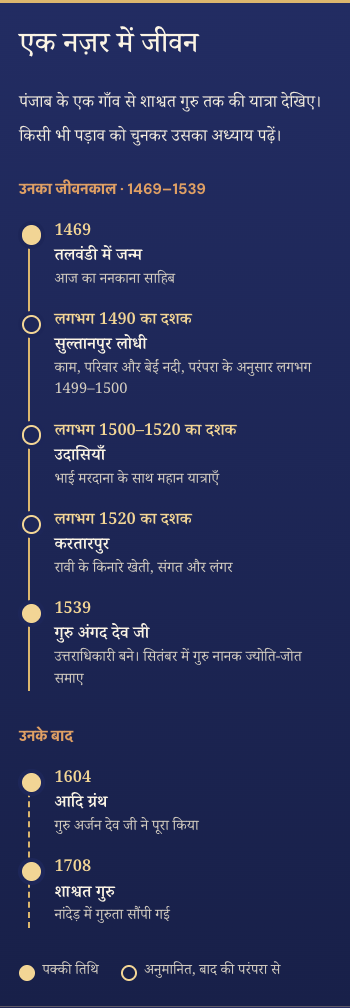 एक नज़र में जीवन
पंजाब के एक गाँव से शाश्वत गुरु तक की यात्रा देखिए।
किसी भी पड़ाव को चुनकर उसका अध्याय पढ़ें।
उनका जीवनकाल · 1469–1539
1469
तलवंडी में जन्म
आज का ननकाना साहिब
लगभग 1490 का दशक
सुल्तानपुर लोधी
काम, परिवार और बेईं नदी, परंपरा के अनुसार लगभग
1499–1500
लगभग 1500–1520 का दशक
उदासियाँ
भाई मरदाना के साथ महान यात्राएँ
लगभग 1520 का दशक
करतारपुर
रावी के किनारे खेती, संगत और लंगर
1539
गुरु अंगद देव जी
उत्तराधिकारी बने। सितंबर में गुरु नानक ज्योति-जोत
समाए
उनके बाद
1604
आदि ग्रंथ
गुरु अर्जन देव जी ने पूरा किया
1708
शाश्वत गुरु
नांदेड़ में गुरुता सौंपी गई
पक्की तिथि
अनुमानित, बाद की परंपरा से